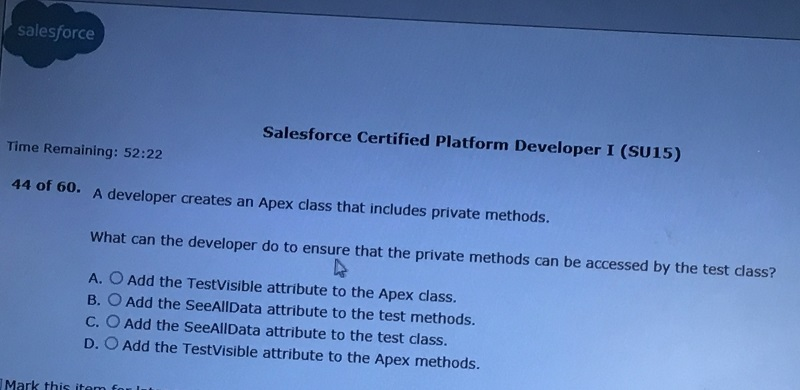 salesforce
Salesforce Certified Platform Developer I (SU15)
Time Remaining: 52:22
44 of 60. A developer creates an Apex class that includes private methods.
What can the developer do to ensure that the private methods can be accessed by the test class?
A. Add the TestVisible attribute to the Apex class.
B. Add the SeeAllData attribute to the test methods.
C. Add the SeeAllData attribute to the test class.
D. Add the TestVisible attribute to the Apex methods.
Mark this item for